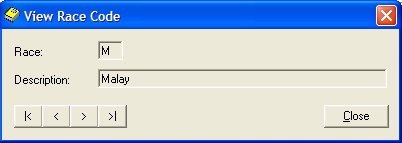 View Race Code
Race: M
Description: Malay
|< < > >| Close